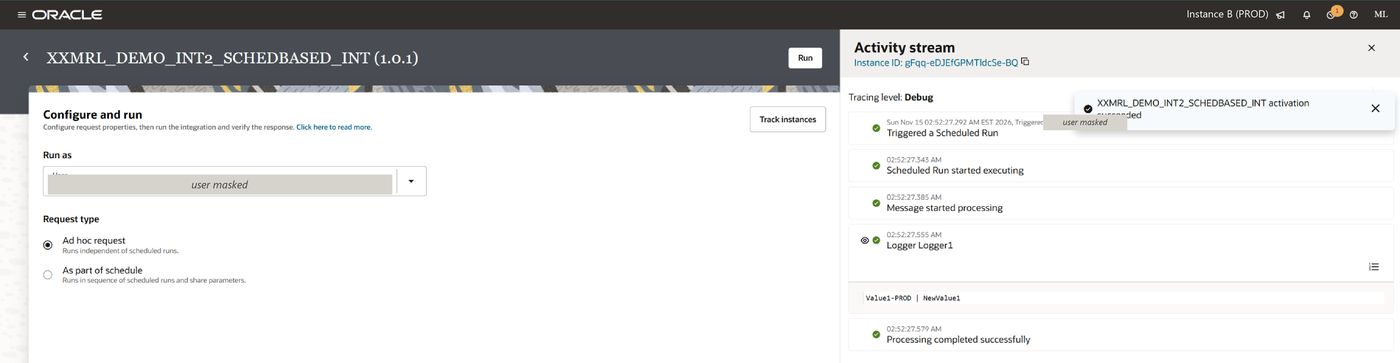 ORACLE
Instance B (PROD)
1
ML
XXMRL_DEMO_INT2_SCHEDBASED_INT (1.0.1)
Run
Configure and run
Configure request properties, then run the integration and verify the response. Click here to read more.
Track instances
Run as
user masked
Request type
Ad hoc request
Runs independent of scheduled runs.
As part of schedule
Runs in sequence of scheduled runs and share parameters.
Activity stream
Instance ID: gFqq-eDJEfGPMTIdcSe-BQ
Tracing level: Debug
XXMRL_DEMO_INT2_SCHEDBASED_INT activation
succeeded
Sun Nov 15 02:52:27.292 AM EST 2026, Triggered
user masked
Triggered a Scheduled Run
02:52:27.343 AM
Scheduled Run started executing
02:52:27.385 AM
Message started processing
02:52:27.555 AM
Logger Logger1
Value1-PROD | NewValue1
02:52:27.579 AM
Processing completed successfully